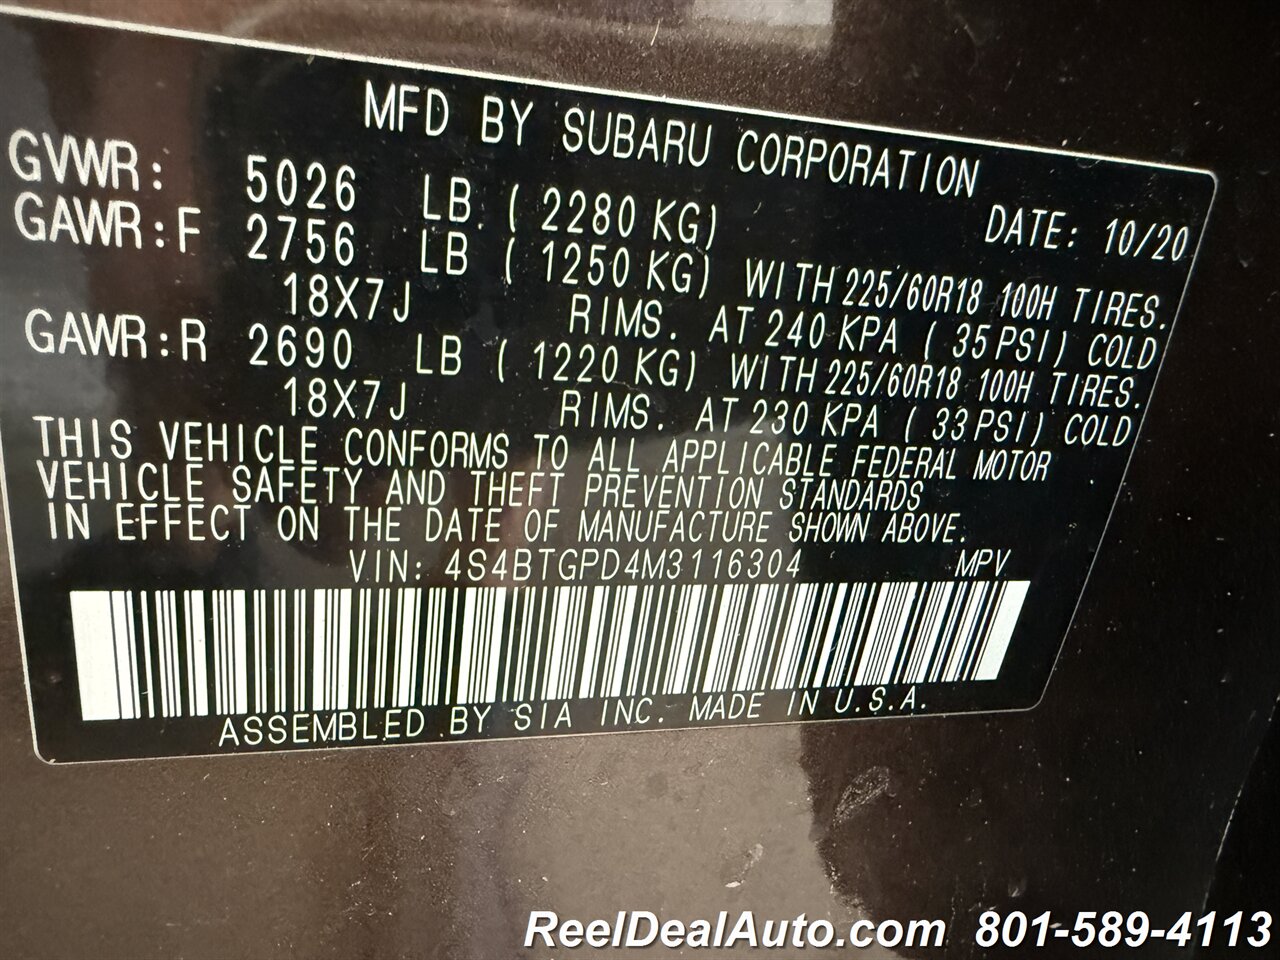 MFD BY SUBARU CORPORATION
GVWR: 5026 LB. ( 2280 KG) DATE: 10/20
GAWR:F 2756 LB ( 1250 KG) WITH 225/60R18 100H TIRES.
18X7J RIMS. AT 240 KPA ( 35 PSI) COLD
GAWR:R 2690 LB ( 1220 KG) WITH 225/60R18 100H TIRES.
18X7J RIMS. AT 230 KPA ( 33 PSI) COLD
THIS VEHICLE CONFORMS TO ALL APPLICABLE FEDERAL MOTOR
VEHICLE SAFETY AND THEFT PREVENTION STANDARDS
IN EFFECT ON THE DATE OF MANUFACTURE SHOWN ABOVE.
VIN: 4S4BTGPD4M3116304 MPV
ASSEMBLED BY SIA INC. MADE IN U.S.A.
ReelDealAuto.com 801-589-4113